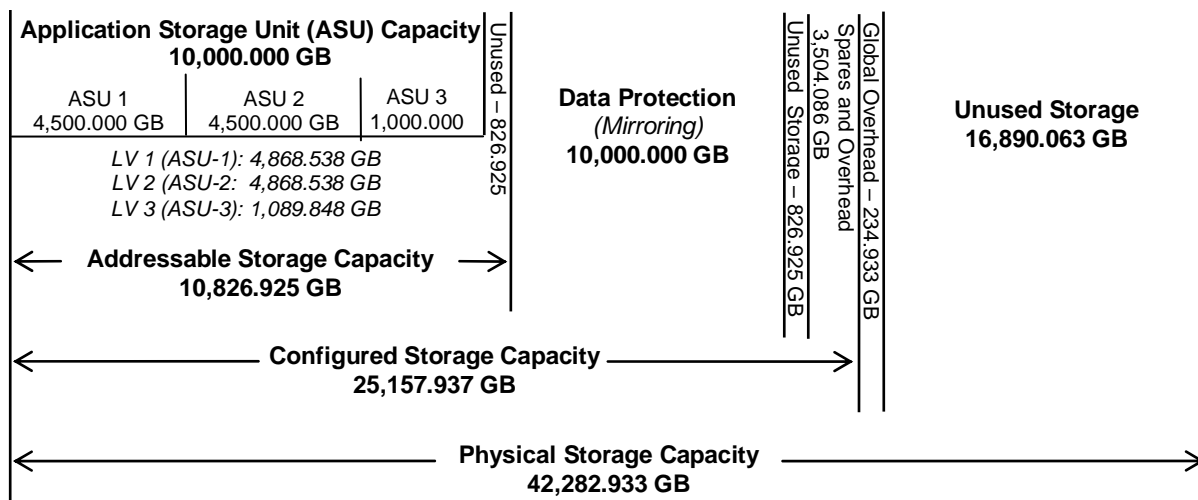 Application Storage Unit (ASU) Capacity
10,000.000 GB
ASU 1
4,500.000 GB
ASU 2
4,500.000 GB
ASU 3
1,000.000
LV 1 (ASU-1): 4,868.538 GB
LV 2 (ASU-2: 4,868.538 GB
LV 3 (ASU-3): 1,089.848 GB
Unused – 826.925
Addressable Storage Capacity
10,826.925 GB
Data Protection
(Mirroring)
10,000.000 GB
Unused Storage – 826.925 GB
Spares and Overhead
3,504.086 GB
Global Overhead – 234.933 GB
Unused Storage
16,890.063 GB
Configured Storage Capacity
25,157.937 GB
Physical Storage Capacity
42,282.933 GB